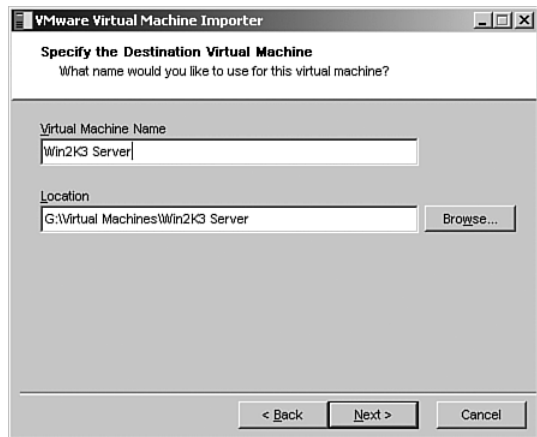 VMware Virtual Machine Importer
Specify the Destination Virtual Machine
What name would you like to use for this virtual machine?
Virtual Machine Name
Win2K3 Server
Location
G:\Virtual Machines\Win2K3 Server
Browse...
< Back
Next >
Cancel